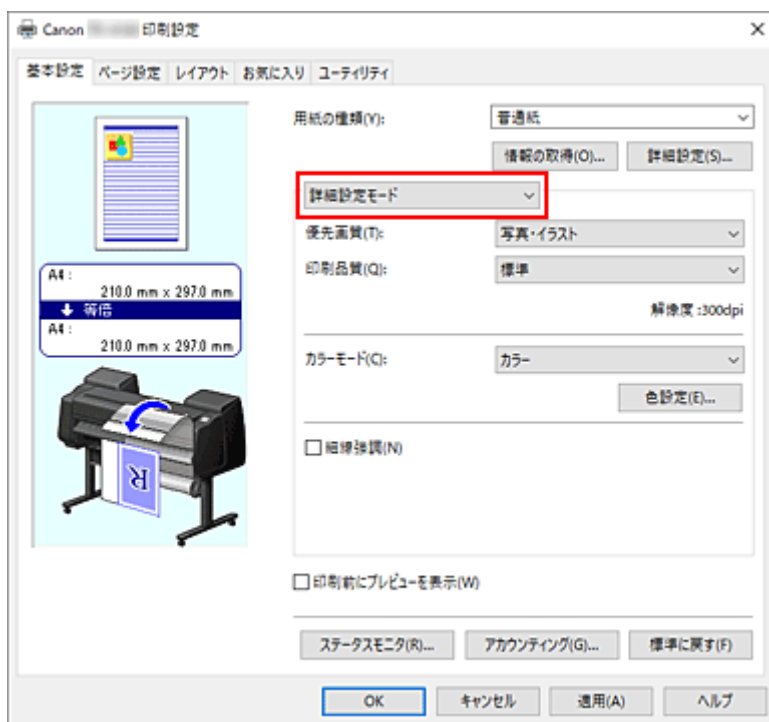 Canon 印刷設定
基本設定 ページ設定 レイアウト お気に入り ユーティリティ
用紙の種類(Y): 普通紙
情報の取得(O)... 詳細設定(S)...
詳細設定モード
優先画質(T): 写真・イラスト
印刷品質(Q): 標準
解像度 :300dpi
カラーモード(C): カラー
色設定(E)...
細線強調(N)
A4 :
210.0 mm x 297.0 mm
等倍
A4 :
210.0 mm x 297.0 mm
R
印刷前にプレビューを表示(W)
ステータスモニタ(R)... アカウンティング(G)... 標準に戻す(F)
OK キャンセル 適用(A) ヘルプ